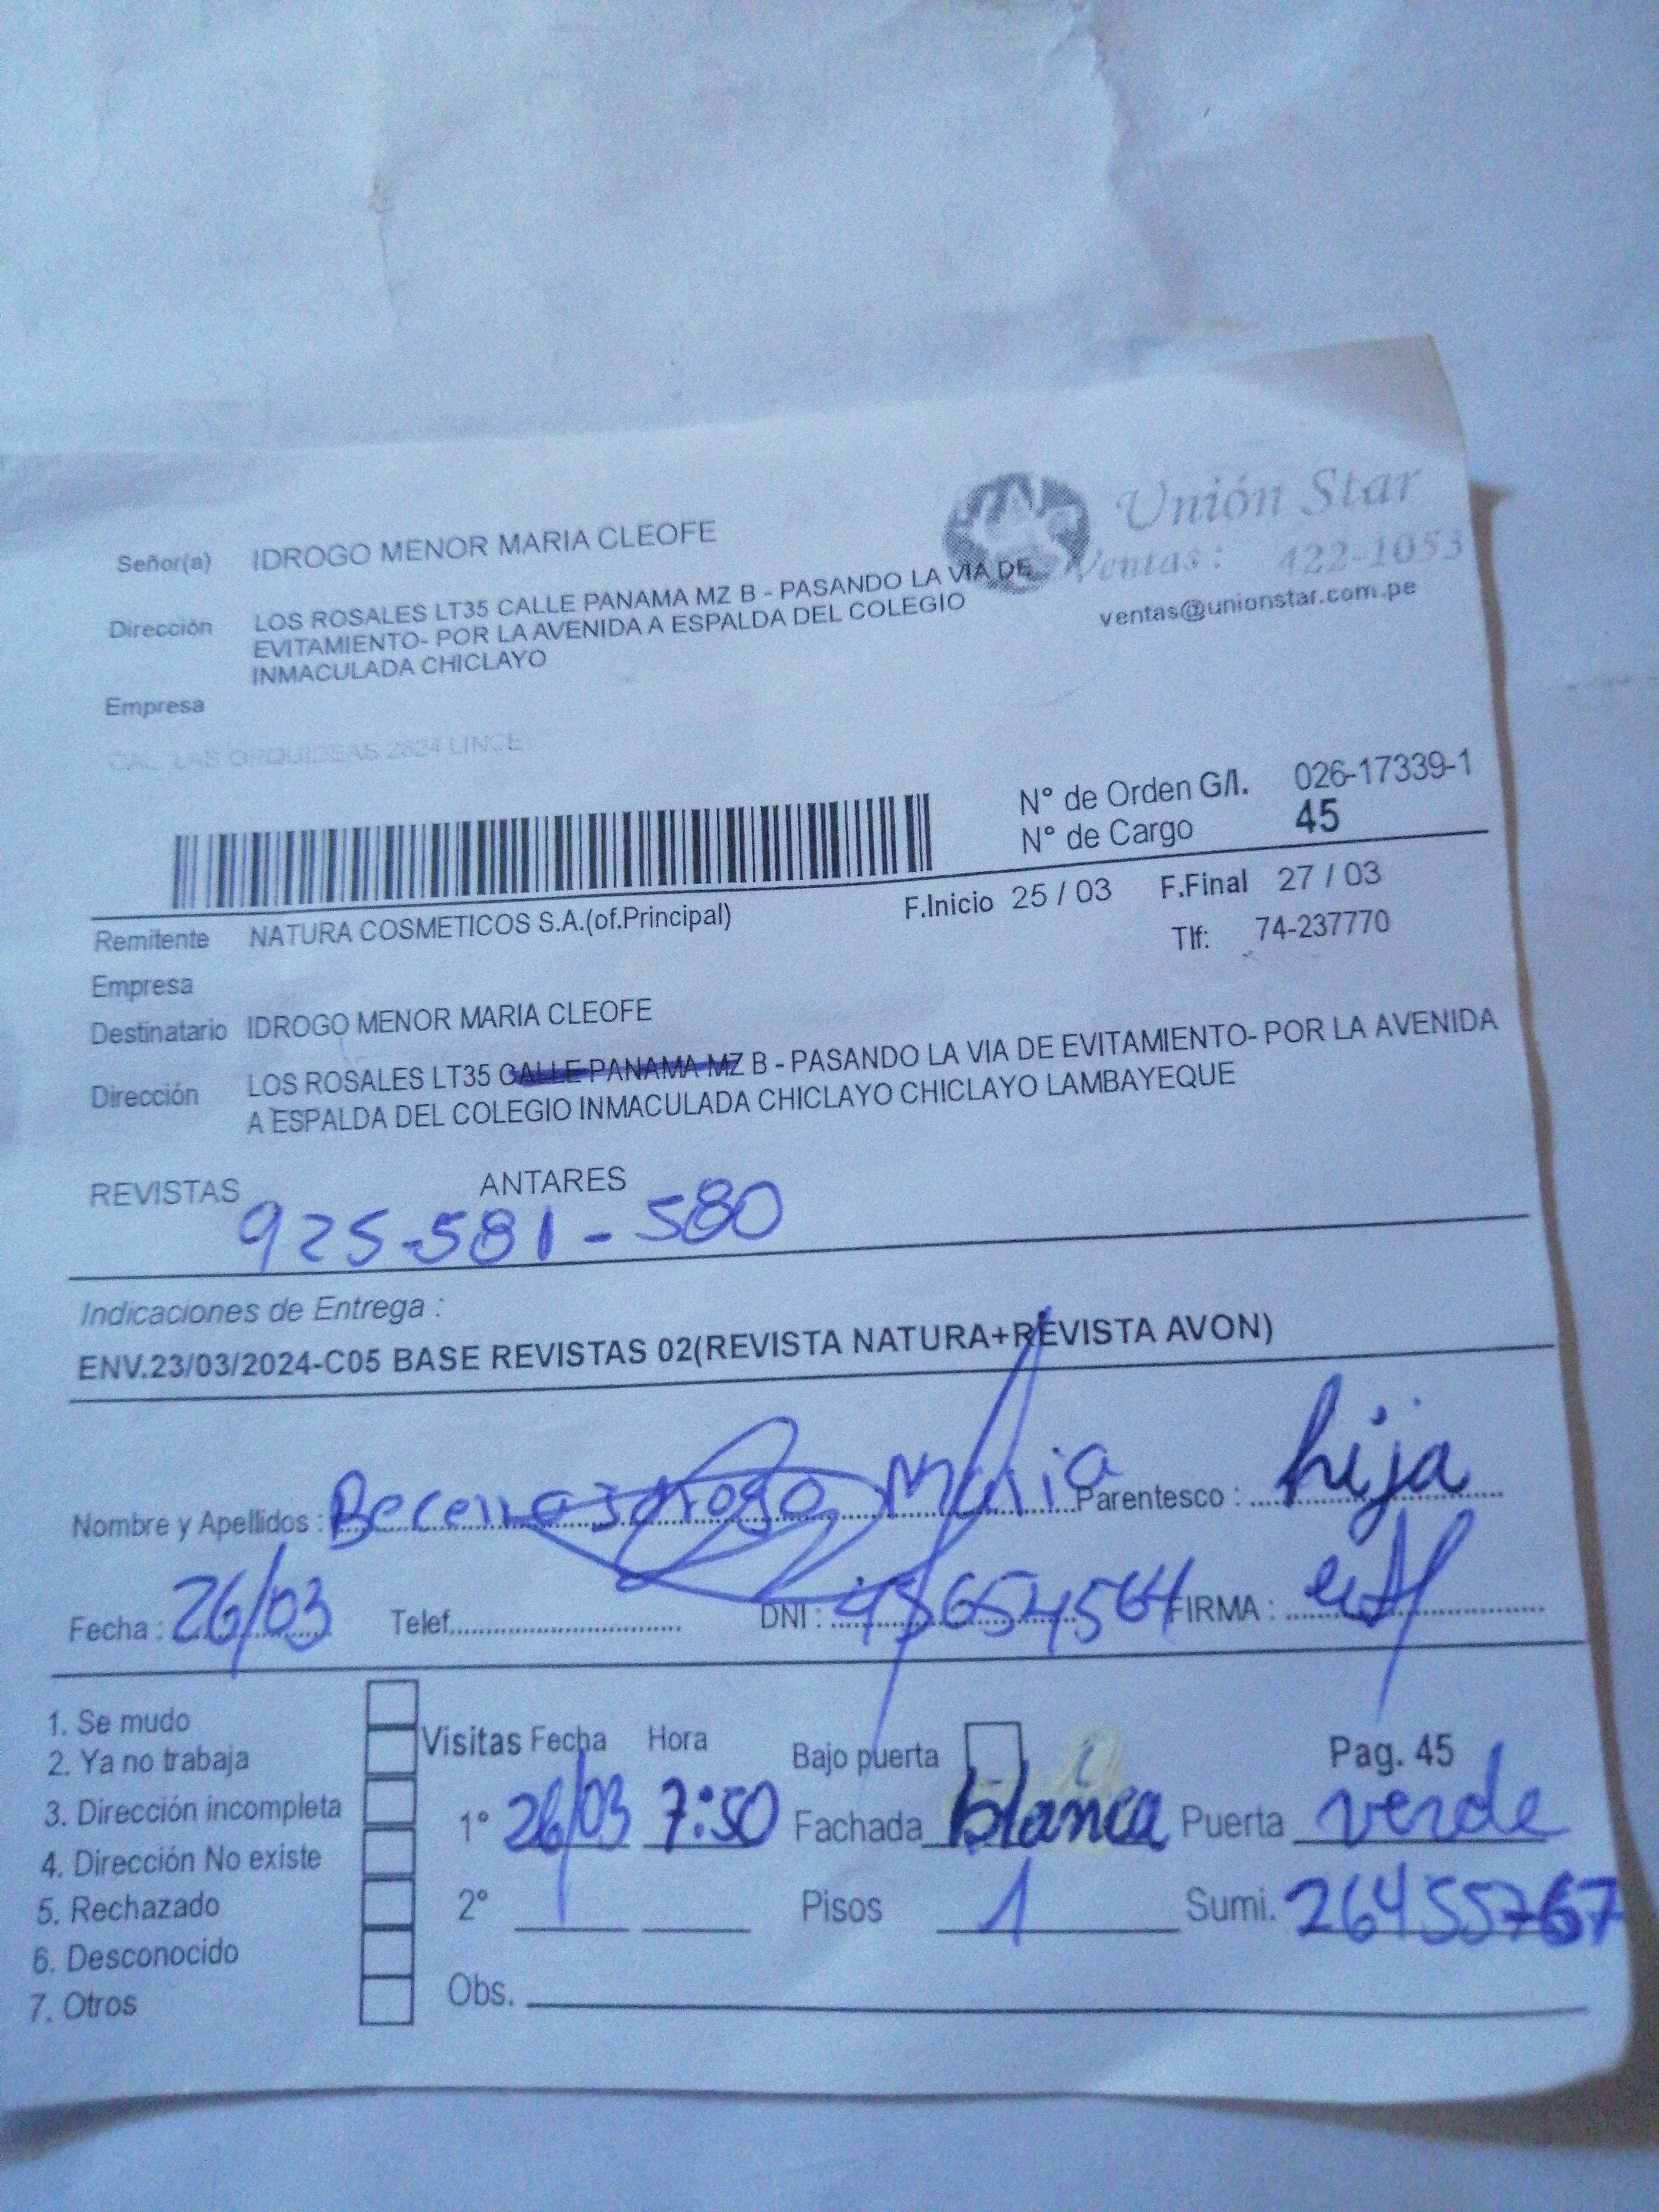 Unión Star
Ventas: 422-1053
ventas@unionstar.com.pe
Señor(a) IDROGO MENOR MARIA CLEOFE
Dirección LOS ROSALES LT35 CALLE PANAMA MZ B - PASANDO LA VIA DE
EVITAMIENTO- POR LA AVENIDA A ESPALDA DEL COLEGIO
INMACULADA CHICLAYO
Empresa
CAL LAS ORQUIDEAS 2624 LINCE
N° de Orden G/I. 026-17339-1
N° de Cargo 45
F.Inicio 25 / 03 F.Final 27 / 03
Remitente NATURA COSMETICOS S.A.(of.Principal)
Tlf: 74-237770
Empresa
Destinatario IDROGO MENOR MARIA CLEOFE
Dirección LOS ROSALES LT35 CALLE PANAMA MZ B - PASANDO LA VIA DE EVITAMIENTO- POR LA AVENIDA
A ESPALDA DEL COLEGIO INMACULADA CHICLAYO CHICLAYO LAMBAYEQUE
REVISTAS ANTARES
925-581-580
Indicaciones de Entrega :
ENV.23/03/2024-C05 BASE REVISTAS 02(REVISTA NATURA+REVISTA AVON)
Nombre y Apellidos : Maria Parentesco : hija
Fecha : 26/03 Telef. DNI : FIRMA :
1. Se mudo
2. Ya no trabaja
3. Dirección incompleta
4. Dirección No existe
5. Rechazado
6. Desconocido
7. Otros
Visitas Fecha Hora Bajo puerta Pag. 45
1° 26/03 7:50 Fachada blanca Puerta verde
2° Pisos 1 Sumi. 26455767
Obs.